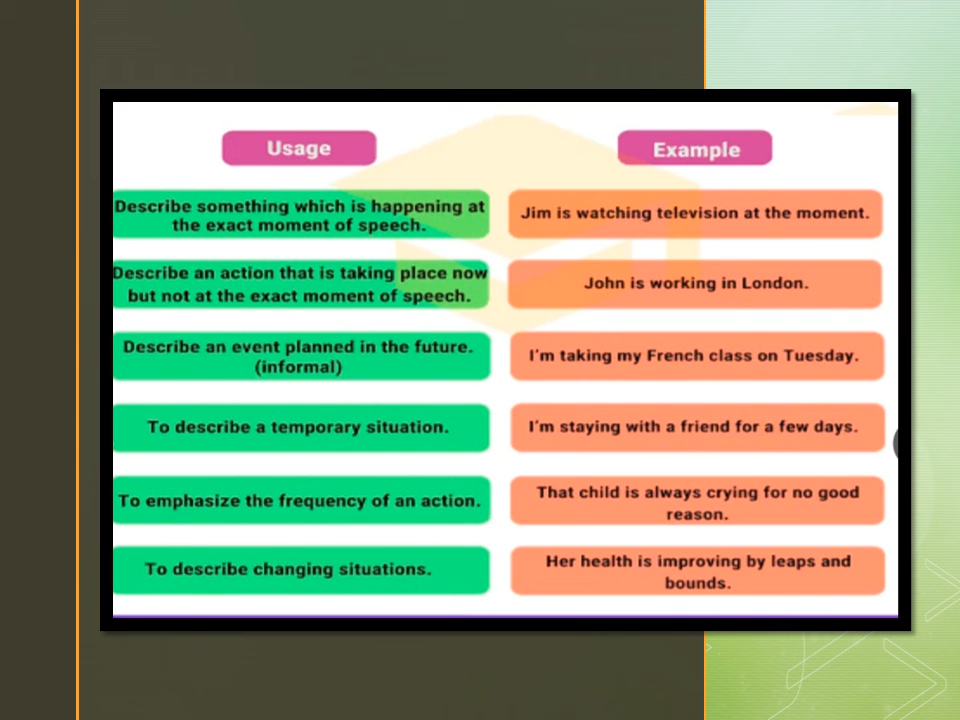 Usage
Example
Describe something which is happening at
the exact moment of speech.
Jim is watching television at the moment.
Describe an action that is taking place now
but not at the exact moment of speech.
John is working in London.
Describe an event planned in the future.
(informal)
I'm taking my French class on Tuesday.
To describe a temporary situation.
I'm staying with a friend for a few days.
To emphasize the frequency of an action.
That child is always crying for no good
reason.
To describe changing situations.
Her health is improving by leaps and
bounds.